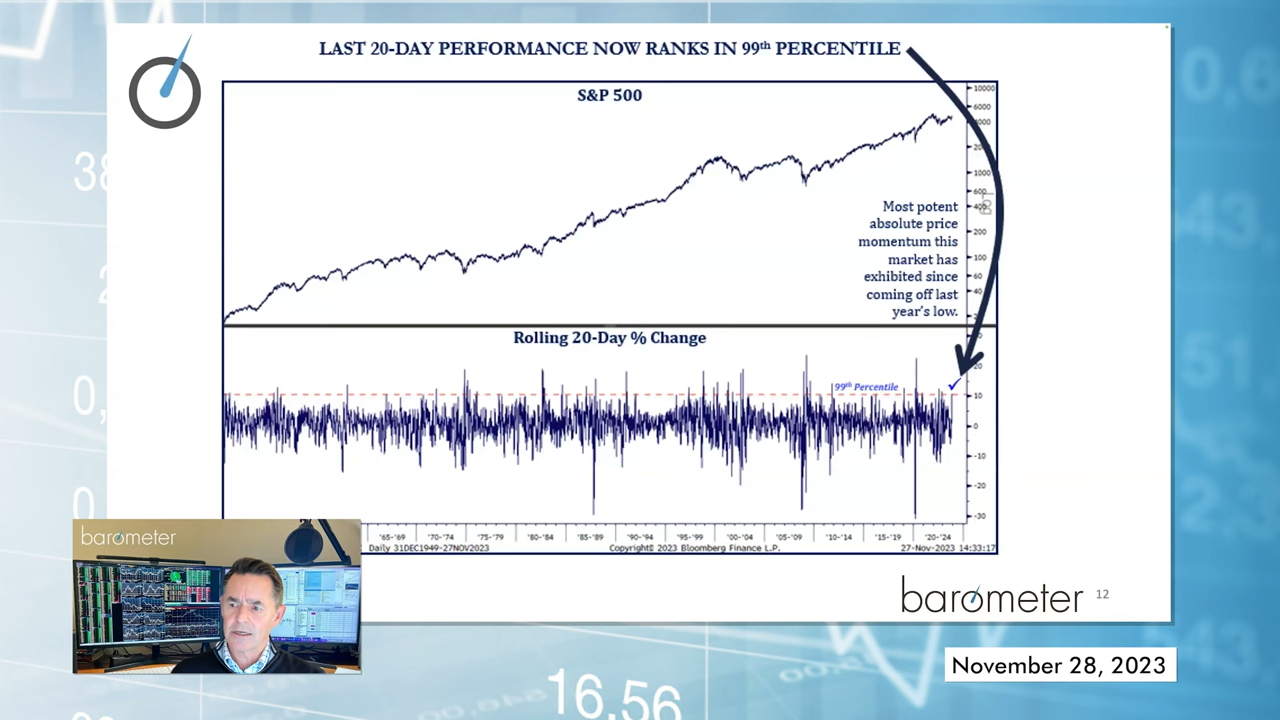 LAST 20-DAY PERFORMANCE NOW RANKS IN 99th PERCENTILE
S&P 500
10000
6000
4000
1000
600
400
200
100
60
40
Log
Most potent
absolute price
momentum this
market has
exhibited since
coming off last
year's low.
Rolling 20-Day % Change
99th Percentile
20
10
0
-10
-20
-30
'65-'69 '70-'74 '75-'79 '80-'84 '85-'89 '90-'94 '95-'99 '00-'04 '05-'09 '10-'14 '15-'19 '20-'24
Daily 31DEC1949-27NOV2023 Copyright© 2023 Bloomberg Finance L.P. 27-Nov-2023 14:33:17
barometer
barometer 12
November 28, 2023
16,56